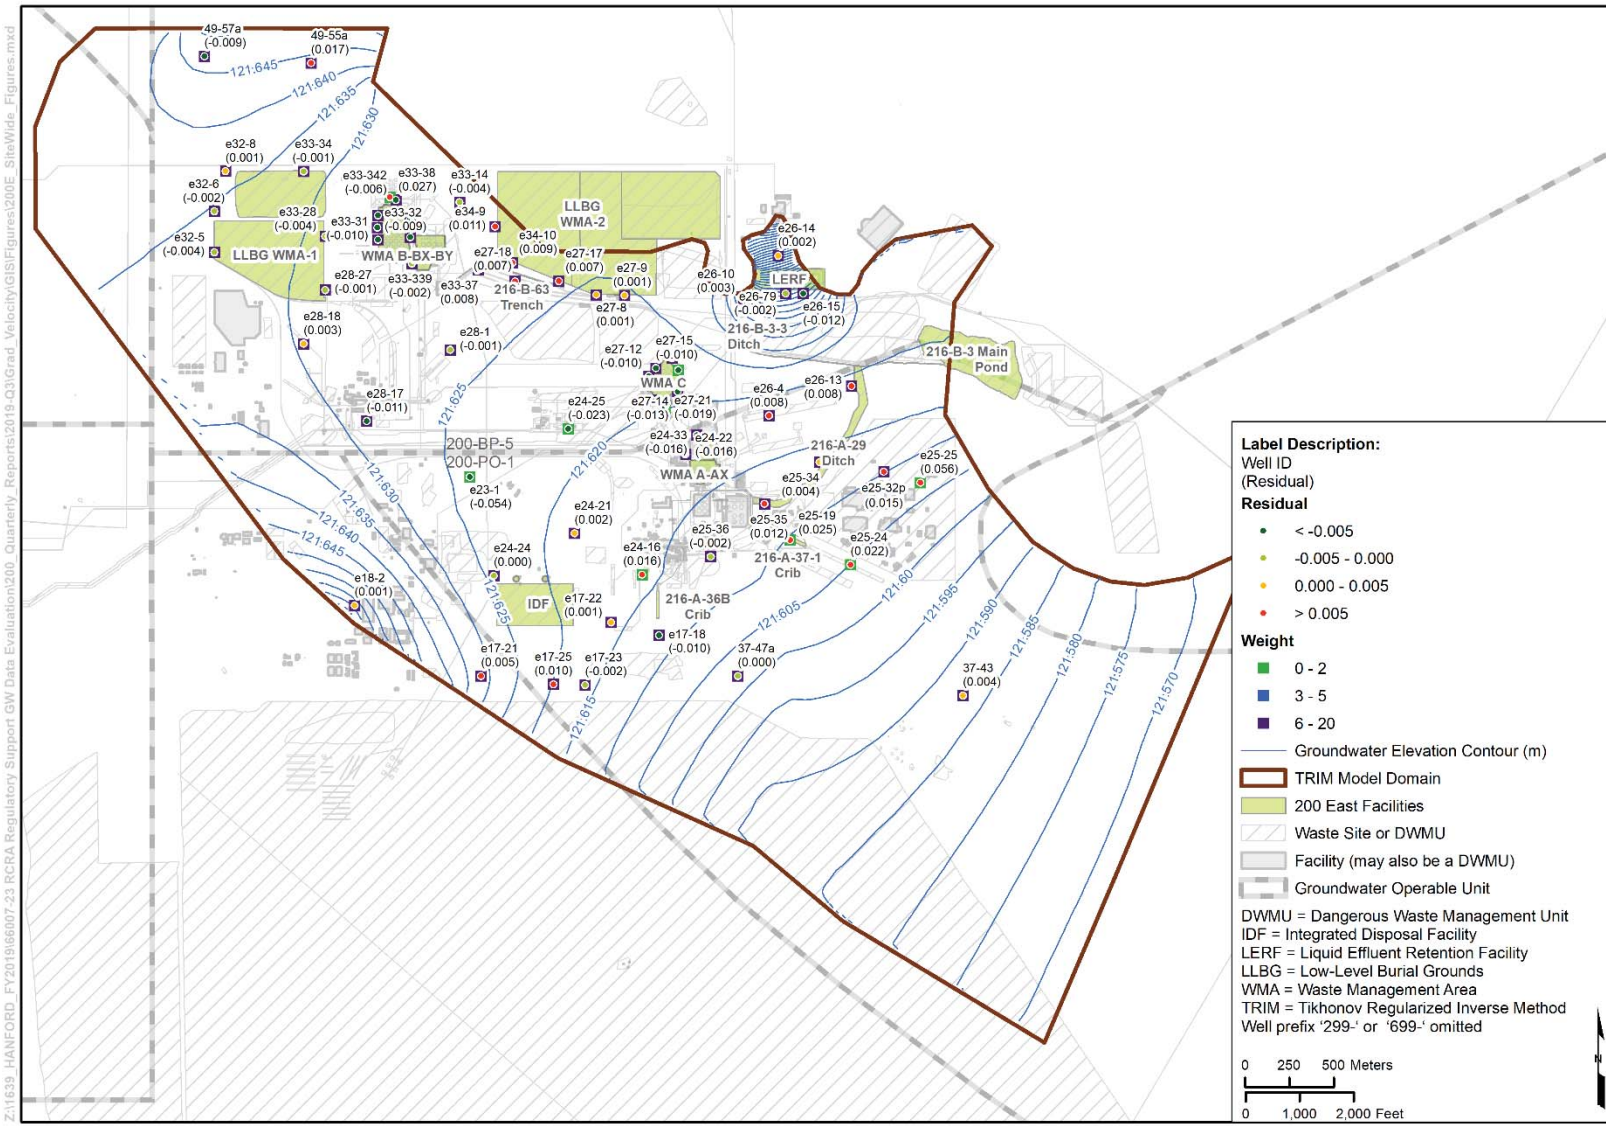 Z:\1639_HANFORD_FY2019\66007-23 RCRA Regulatory Support GW Data Evaluation\200_Quarterly_Reports\2019-Q3\Grad_Velocity\GIS\Figures\200E_SiteWide_Figures.mxd
49-57a
(-0.009)
49-55a
(0.017)
121.645
121.640
121.635
121.630
e32-8
(0.001)
e33-34
(-0.001)
e33-342
(-0.006)
e33-38
(0.027)
e33-14
(-0.004)
e32-6
(-0.002)
e33-28
(-0.004)
e33-31
(-0.010)
e33-32
(-0.009)
e34-9
(0.011)
LLBG
WMA-2
e26-14
(0.002)
e32-5
(-0.004)
LLBG WMA-1
WMA B-BX-BY
e34-10
(0.009)
e27-18
(0.007)
e27-17
(0.007)
e27-9
(0.001)
e26-10
(0.003)
LERF
e28-27
(-0.001)
e33-339
(-0.002)
e33-37
(0.008)
216-B-63
Trench
e27-8
(0.001)
e26-79
(-0.002)
e26-15
(-0.012)
e28-18
(0.003)
e28-1
(-0.001)
216-B-3-3
Ditch
e27-12
(-0.010)
e27-15
(-0.010)
216-B-3 Main
Pond
WMA C
e28-17
(-0.011)
121.625
e24-25
(-0.023)
e27-14
(-0.013)
e27-21
(-0.019)
e26-4
(0.008)
e26-13
(0.008)
200-BP-5
200-PO-1
121.620
e24-33
(-0.016)
e24-22
(-0.016)
216-A-29
Ditch
WMA A-AX
e25-25
(0.056)
e23-1
(-0.054)
121.630
121.635
121.640
121.645
e25-34
(0.004)
e25-32p
(0.015)
e24-21
(0.002)
e25-36
(-0.002)
e25-35
(0.012)
e25-19
(0.025)
e25-24
(0.022)
216-A-37-1
Crib
e24-24
(0.000)
e24-16
(0.016)
e18-2
(0.001)
IDF
121.625
e17-22
(0.001)
216-A-36B
Crib
121.605
121.60
121.595
121.590
121.585
121.580
121.575
121.570
e17-18
(-0.010)
e17-21
(0.005)
e17-25
(0.010)
e17-23
(-0.002)
37-47a
(0.000)
37-43
(0.004)
121.615
Label Description:
Well ID
(Residual)
Residual
< -0.005
-0.005 - 0.000
0.000 - 0.005
> 0.005
Weight
0 - 2
3 - 5
6 - 20
Groundwater Elevation Contour (m)
TRIM Model Domain
200 East Facilities
Waste Site or DWMU
Facility (may also be a DWMU)
Groundwater Operable Unit
DWMU = Dangerous Waste Management Unit
IDF = Integrated Disposal Facility
LERF = Liquid Effluent Retention Facility
LLBG = Low-Level Burial Grounds
WMA = Waste Management Area
TRIM = Tikhonov Regularized Inverse Method
Well prefix '299-' or '699-' omitted
0 250 500 Meters
0 1,000 2,000 Feet
N